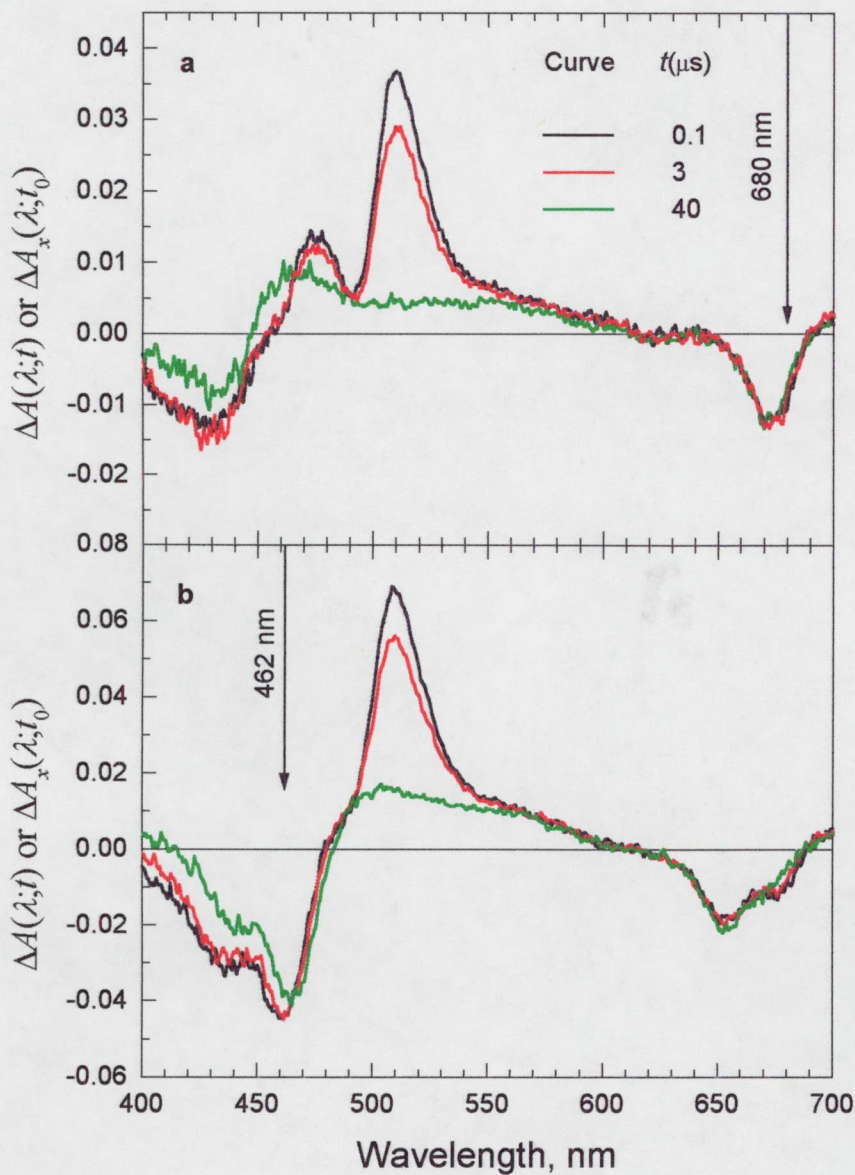 0.04
0.03
0.02
0.01
0.00
-0.01
-0.02
ΔA(λ;t) or ΔAₓ(λ;t₀)
a
Curve t(μs)
0.1
3
40
680 nm
0.08
0.06
0.04
0.02
0.00
-0.02
-0.04
-0.06
ΔA(λ;t) or ΔAₓ(λ;t₀)
b
462 nm
400 450 500 550 600 650 700
Wavelength, nm